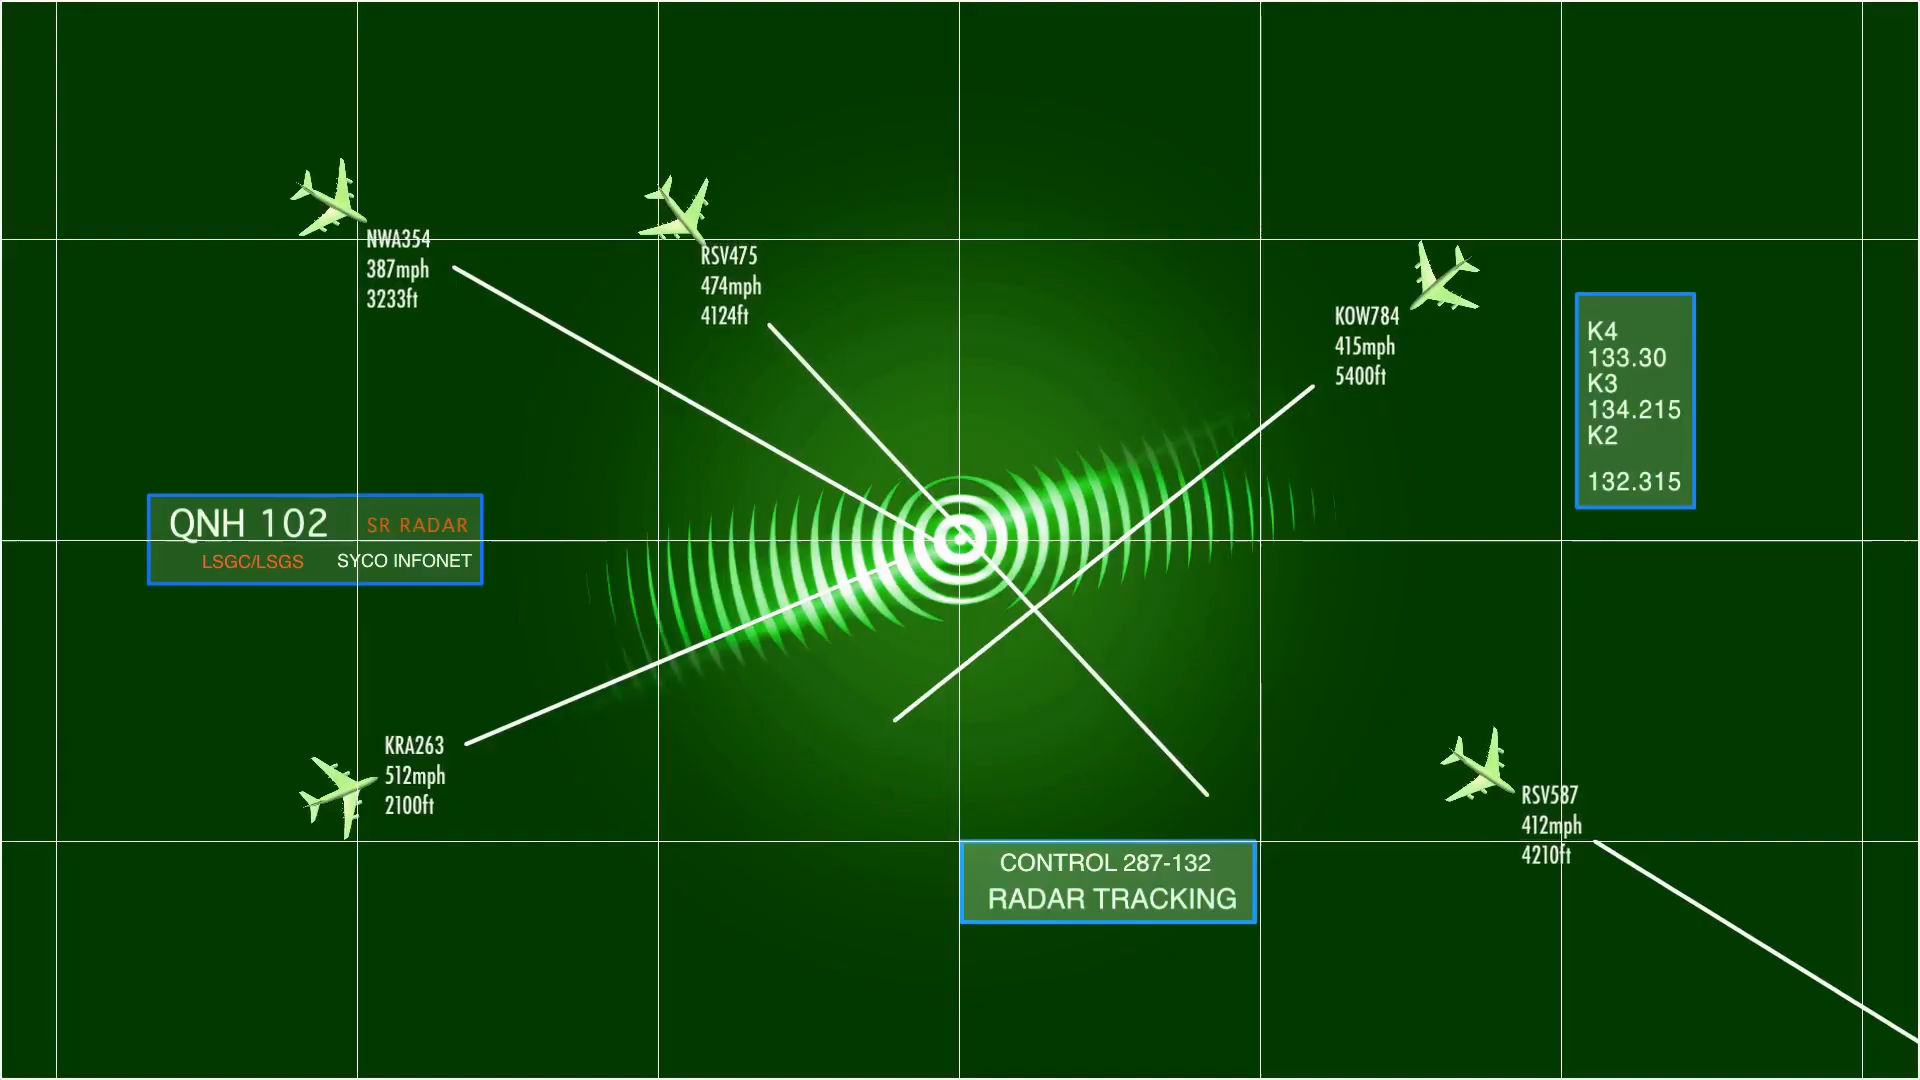 NWA354
387mph
3233ft
RSV475
474mph
4124ft
KOW784
415mph
5400ft
K4
133.30
K3
134.215
K2
132.315
QNH 102 SR RADAR
LSGC/LSGS SYCO INFONET
KRA263
512mph
2100ft
RSV587
412mph
4210ft
CONTROL 287-132
RADAR TRACKING